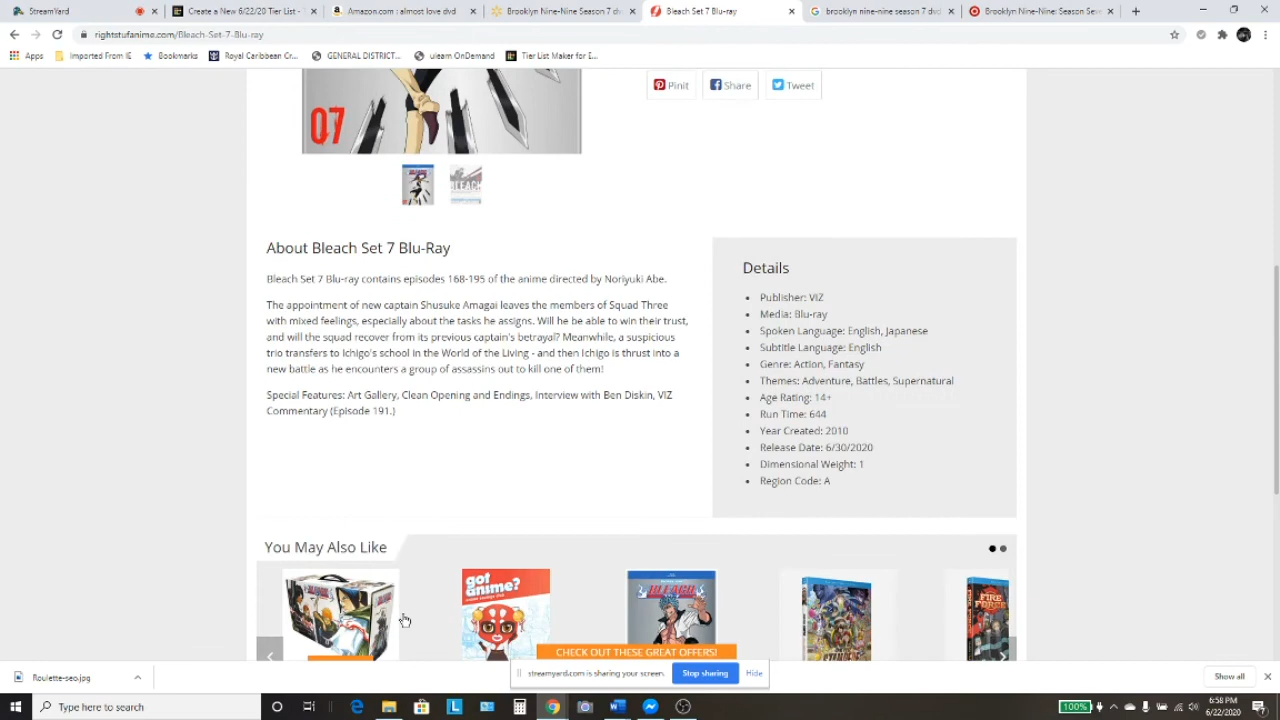 StreamYard
Create a New 6/22/20 Tier List -
Amazon.com : almost love dvd
Brooklyn Nine-Nine Season 7 dv
Bleach Set 7 Blu-ray
brooklyn nine-nine season 7 dv
Brooklyn Nine-Nine: Season Se
rightstufanime.com/Bleach-Set-7-Blu-ray
Apps
Imported From IE
Bookmarks
Royal Caribbean Cr...
GENERAL DISTRICT...
ulearn OnDemand
Tier List Maker for E...
07
Pinit
Share
Tweet
BLEACH
About Bleach Set 7 Blu-Ray
Bleach Set 7 Blu-ray contains episodes 168-195 of the anime directed by Noriyuki Abe.
The appointment of new captain Shusuke Amagai leaves the members of Squad Three
with mixed feelings, especially about the tasks he assigns. Will he be able to win their trust,
and will the squad recover from its previous captain's betrayal? Meanwhile, a suspicious
trio transfers to Ichigo's school in the World of the Living - and then Ichigo is thrust into a
new battle as he encounters a group of assassins out to kill one of them!
Special Features: Art Gallery, Clean Opening and Endings, Interview with Ben Diskin, VIZ
Commentary (Episode 191.)
Details
Publisher: VIZ
Media: Blu-ray
Spoken Language: English, Japanese
Subtitle Language: English
Genre: Action, Fantasy
Themes: Adventure, Battles, Supernatural
Age Rating: 14+
Run Time: 644
Year Created: 2010
Release Date: 6/30/2020
Dimensional Weight: 1
Region Code: A
You May Also Like
got
anime?
BLEACH
FIRE
FORCE
CHECK OUT THESE GREAT OFFERS!
streamyard.com is sharing your screen.
Stop sharing
Hide
Roulette-seo.jpg
Show all
Type here to search
100%
6:58 PM
6/22/2020